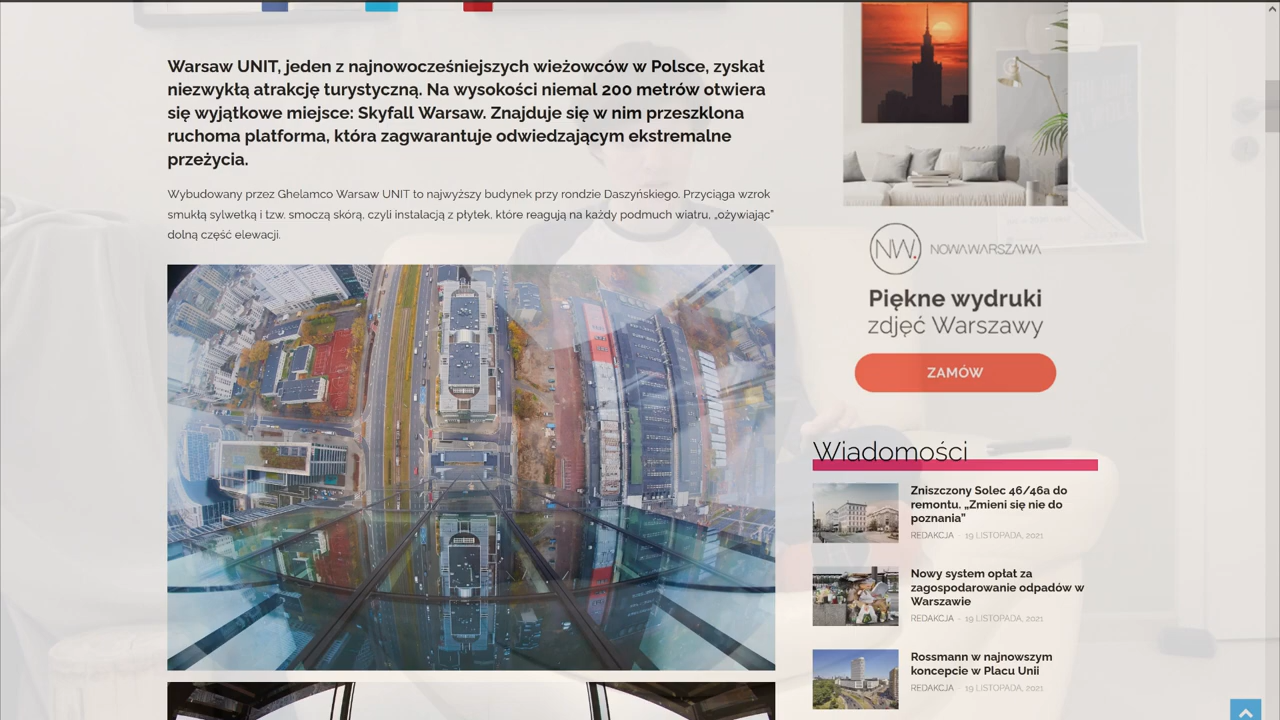 Warsaw UNIT, jeden z najnowocześniejszych wieżowców w Polsce, zyskał
niezwykłą atrakcję turystyczną. Na wysokości niemal 200 metrów otwiera
się wyjątkowe miejsce: Skyfall Warsaw. Znajduje się w nim przeszklona
ruchoma platforma, która zagwarantuje odwiedzającym ekstremalne
przeżycia.
Wybudowany przez Ghelamco Warsaw UNIT to najwyższy budynek przy rondzie Daszyńskiego. Przyciąga wzrok
smukłą sylwetką i tzw. smoczą skórą, czyli instalacją z płytek, które reagują na każdy podmuch wiatru, „ożywiając”
dolną część elewacji.
NW. NOWAWARSZAWA
Piękne wydruki
zdjęć Warszawy
ZAMÓW
Wiadomości
Zniszczony Solec 46/46a do
remontu. „Zmieni się nie do
poznania”
REDAKCJA - 19 LISTOPADA, 2021
Nowy system opłat za
zagospodarowanie odpadów w
Warszawie
REDAKCJA - 19 LISTOPADA, 2021
Rossmann w najnowszym
koncepcie w Placu Unii
REDAKCJA - 19 LISTOPADA, 2021